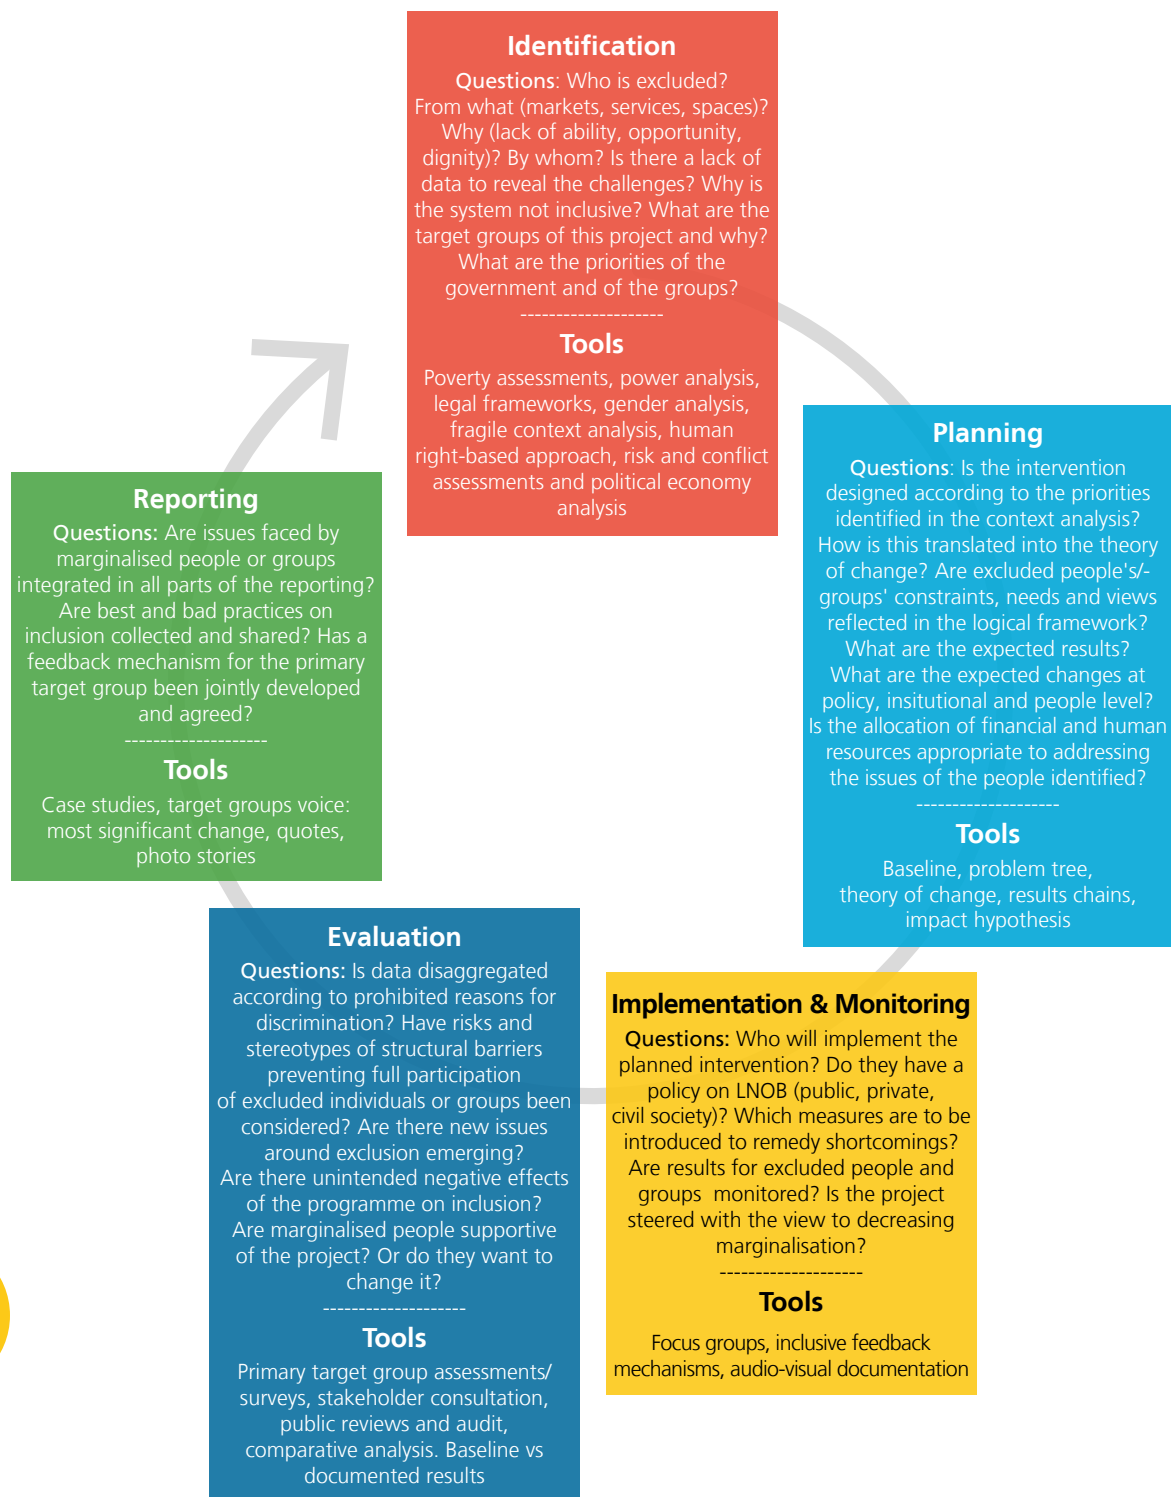 Identification
Questions: Who is excluded?
From what (markets, services, spaces)?
Why (lack of ability, opportunity,
dignity)? By whom? Is there a lack of
data to reveal the challenges? Why is
the system not inclusive? What are the
target groups of this project and why?
What are the priorities of the
government and of the groups?
--------------------
Tools
Poverty assessments, power analysis,
legal frameworks, gender analysis,
fragile context analysis, human
right-based approach, risk and conflict
assessments and political economy
analysis
Planning
Questions: Is the intervention
designed according to the priorities
identified in the context analysis?
How is this translated into the theory
of change? Are excluded people's/-
groups' constraints, needs and views
reflected in the logical framework?
What are the expected results?
What are the expected changes at
policy, insitutional and people level?
Is the allocation of financial and human
resources appropriate to addressing
the issues of the people identified?
--------------------
Tools
Baseline, problem tree,
theory of change, results chains,
impact hypothesis
Implementation & Monitoring
Questions: Who will implement the
planned intervention? Do they have a
policy on LNOB (public, private,
civil society)? Which measures are to be
introduced to remedy shortcomings?
Are results for excluded people and
groups  monitored? Is the project
steered with the view to decreasing
marginalisation?
--------------------
Tools
Focus groups, inclusive feedback
mechanisms, audio-visual documentation
Evaluation
Questions: Is data disaggregated
according to prohibited reasons for
discrimination? Have risks and
stereotypes of structural barriers
preventing full participation
of excluded individuals or groups been
considered? Are there new issues
around exclusion emerging?
Are there unintended negative effects
of the programme on inclusion?
Are marginalised people supportive
of the project? Or do they want to
change it?
--------------------
Tools
Primary target group assessments/
surveys, stakeholder consultation,
public reviews and audit,
comparative analysis. Baseline vs
documented results
Reporting
Questions: Are issues faced by
marginalised people or groups
integrated in all parts of the reporting?
Are best and bad practices on
inclusion collected and shared? Has a
feedback mechanism for the primary
target group been jointly developed
and agreed?
--------------------
Tools
Case studies, target groups voice:
most significant change, quotes,
photo stories